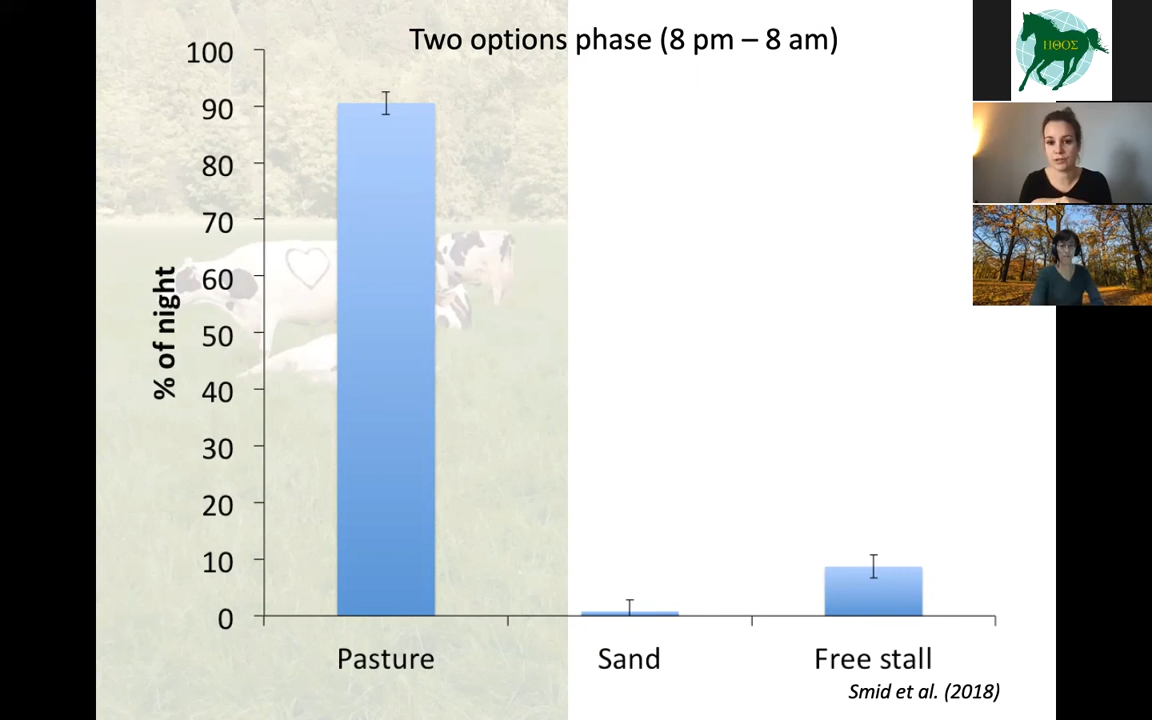 Two options phase (8 pm – 8 am)
100
90
80
70
60
50
40
30
20
10
0
% of night
Pasture
Sand
Free stall
Smid et al. (2018)
ΠΘΟΣ